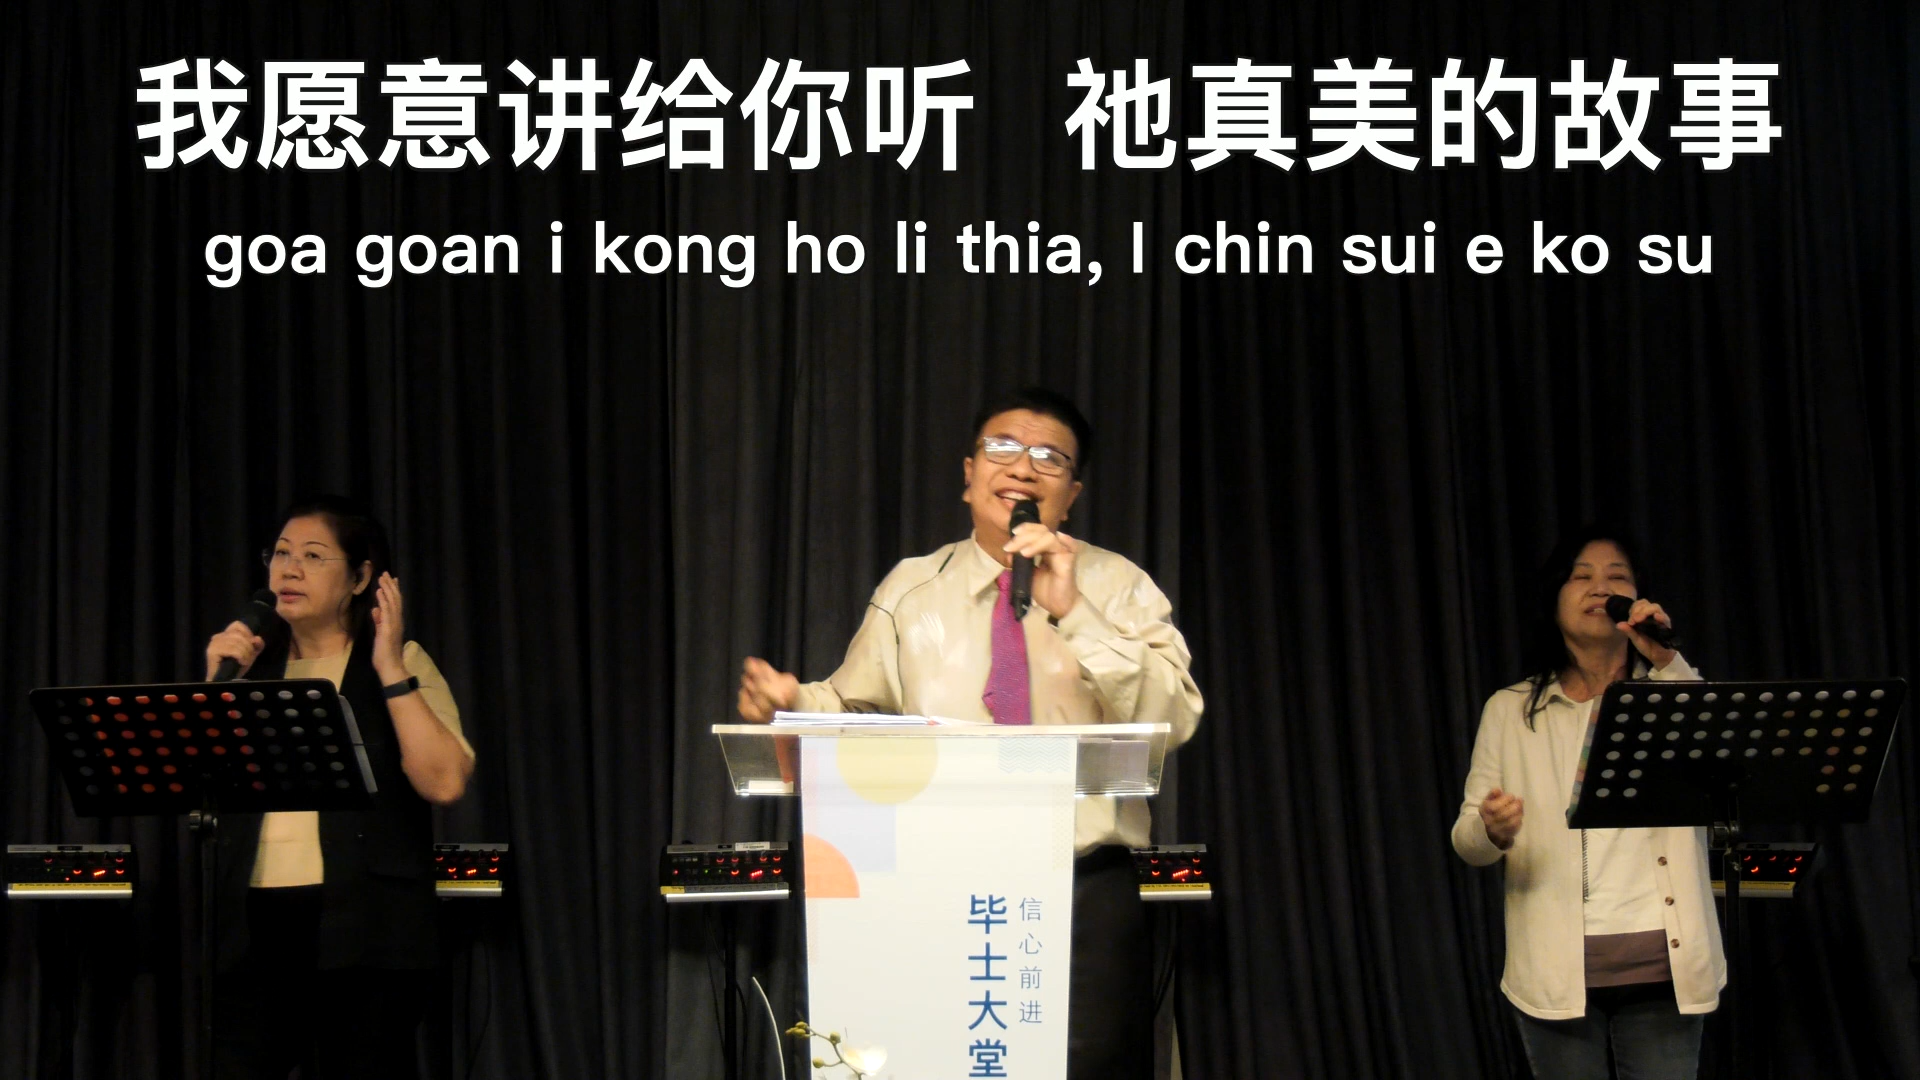 我愿意讲给你听 祂真美的故事
goa goan i kong ho li thia, I chin sui e ko su
信心前进
毕士大堂